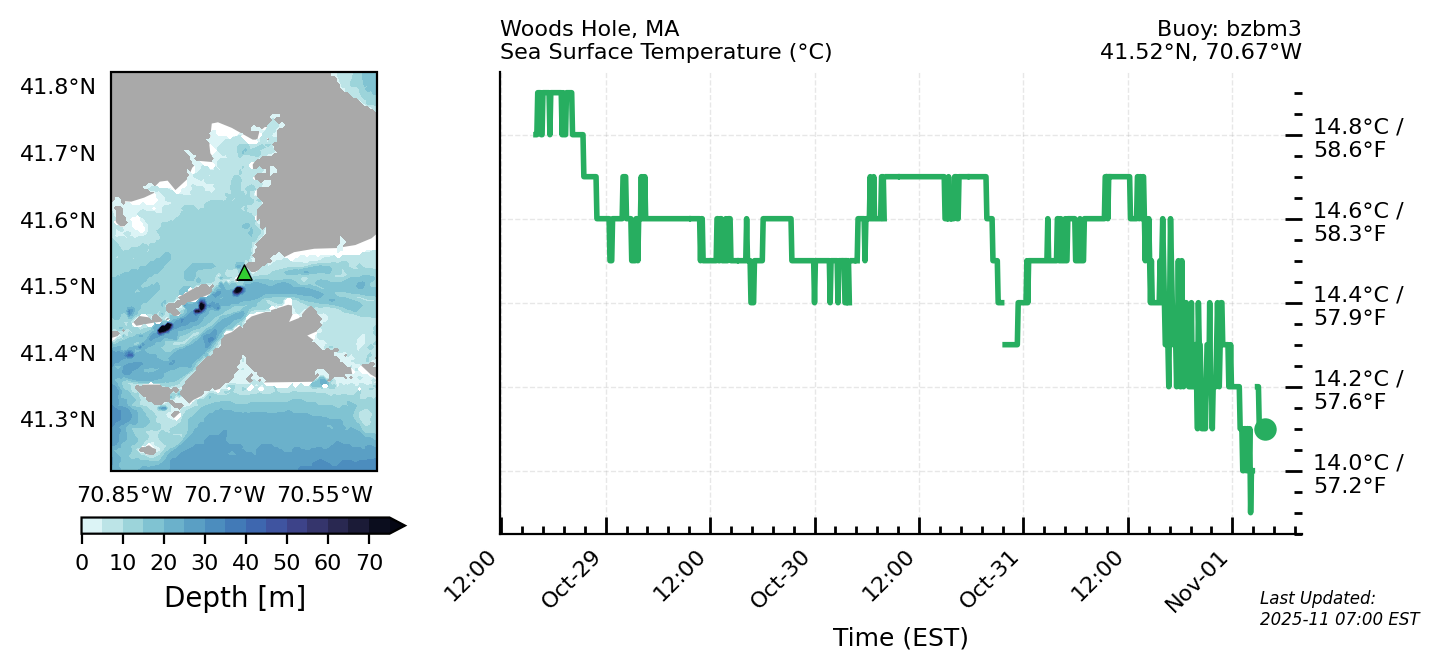 Woods Hole, MA
Sea Surface Temperature (°C)
Buoy: bzbm3
41.52°N, 70.67°W
41.8°N
41.7°N
41.6°N
41.5°N
41.4°N
41.3°N
70.85°W 70.7°W 70.55°W
0 10 20 30 40 50 60 70
Depth [m]
14.8°C /
58.6°F
14.6°C /
58.3°F
14.4°C /
57.9°F
14.2°C /
57.6°F
14.0°C /
57.2°F
12:00 Oct-29 12:00 Oct-30 12:00 Oct-31 12:00 Nov-01
Time (EST)
Last Updated:
2025-11 07:00 EST